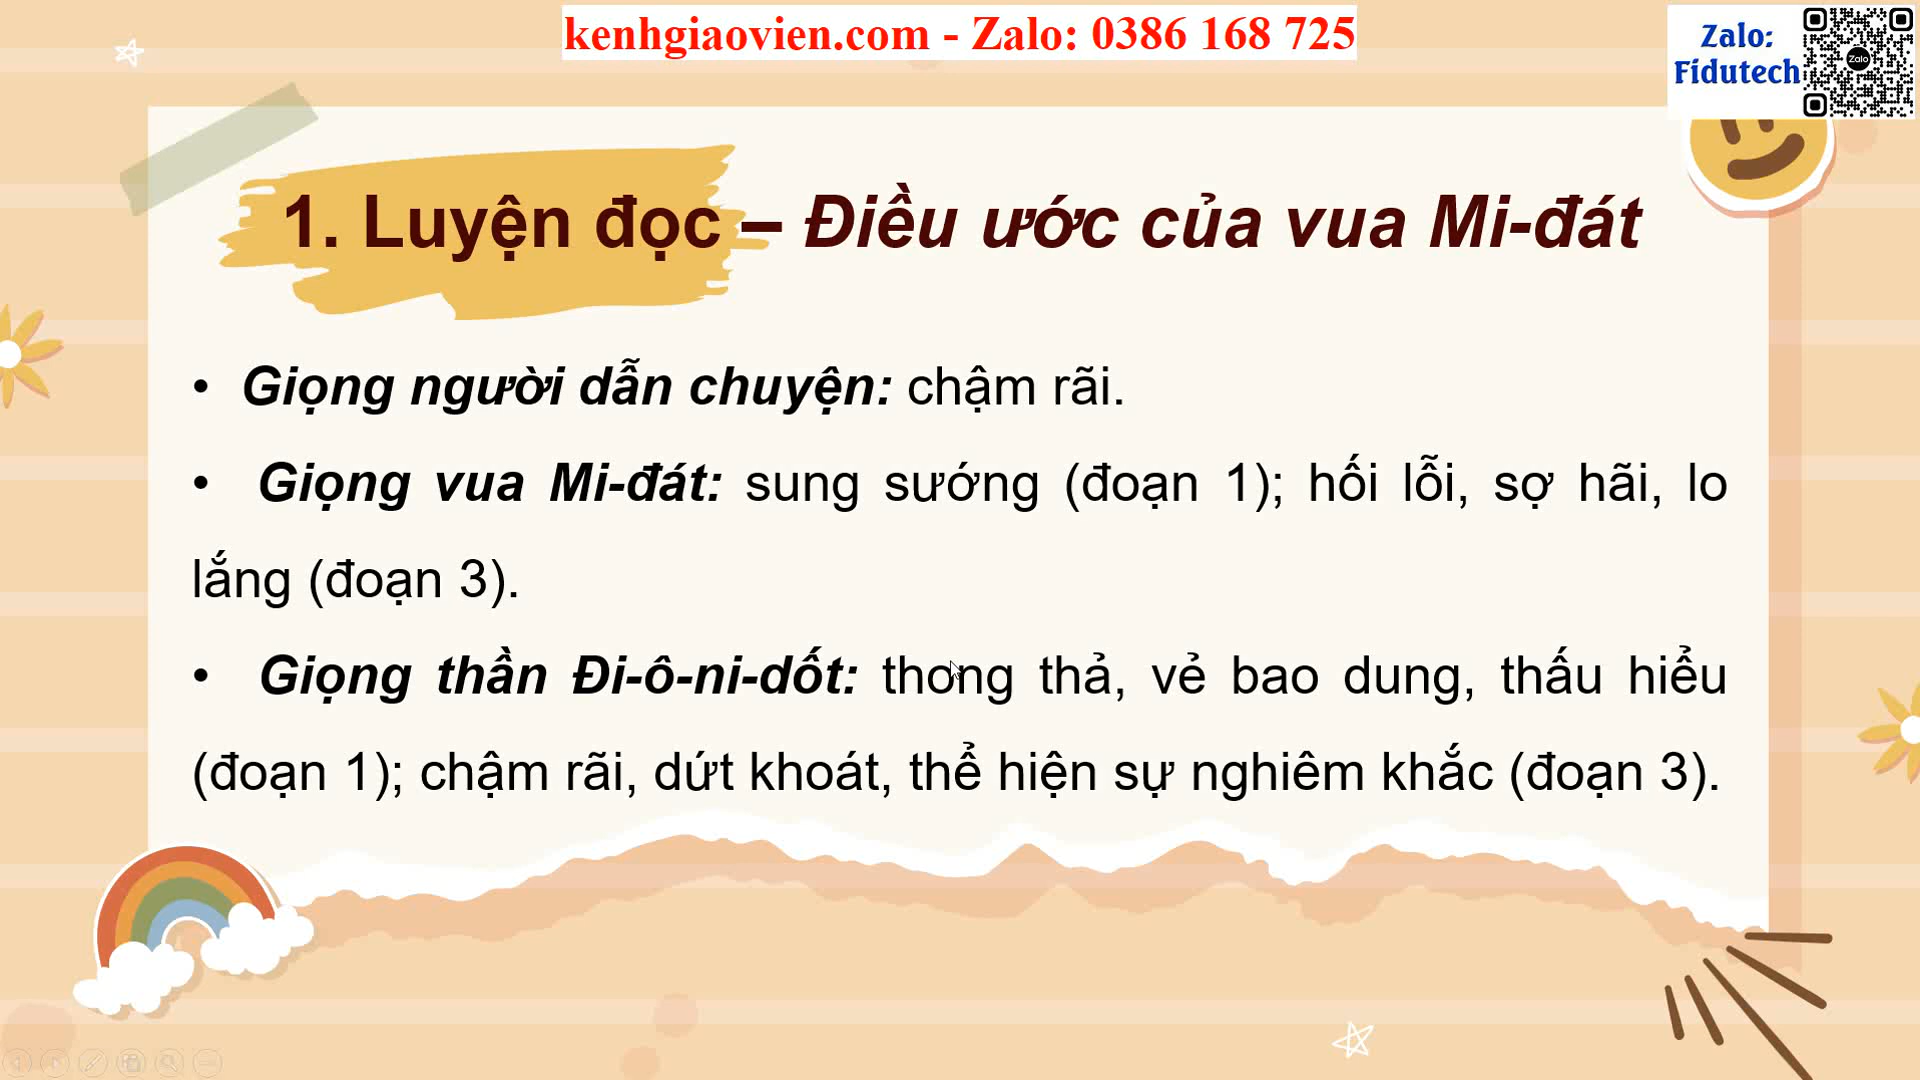 kenhgiaovien.com - Zalo: 0386 168 725
Zalo:
Fidutech
Zalo
1. Luyện đọc – Điều ước của vua Mi-đát
• Giọng người dẫn chuyện: chậm rãi.
• Giọng vua Mi-đát: sung sướng (đoạn 1); hối lỗi, sợ hãi, lo
lắng (đoạn 3).
• Giọng thần Đi-ô-ni-dốt: thong thả, vẻ bao dung, thấu hiểu
(đoạn 1); chậm rãi, dứt khoát, thể hiện sự nghiêm khắc (đoạn 3).